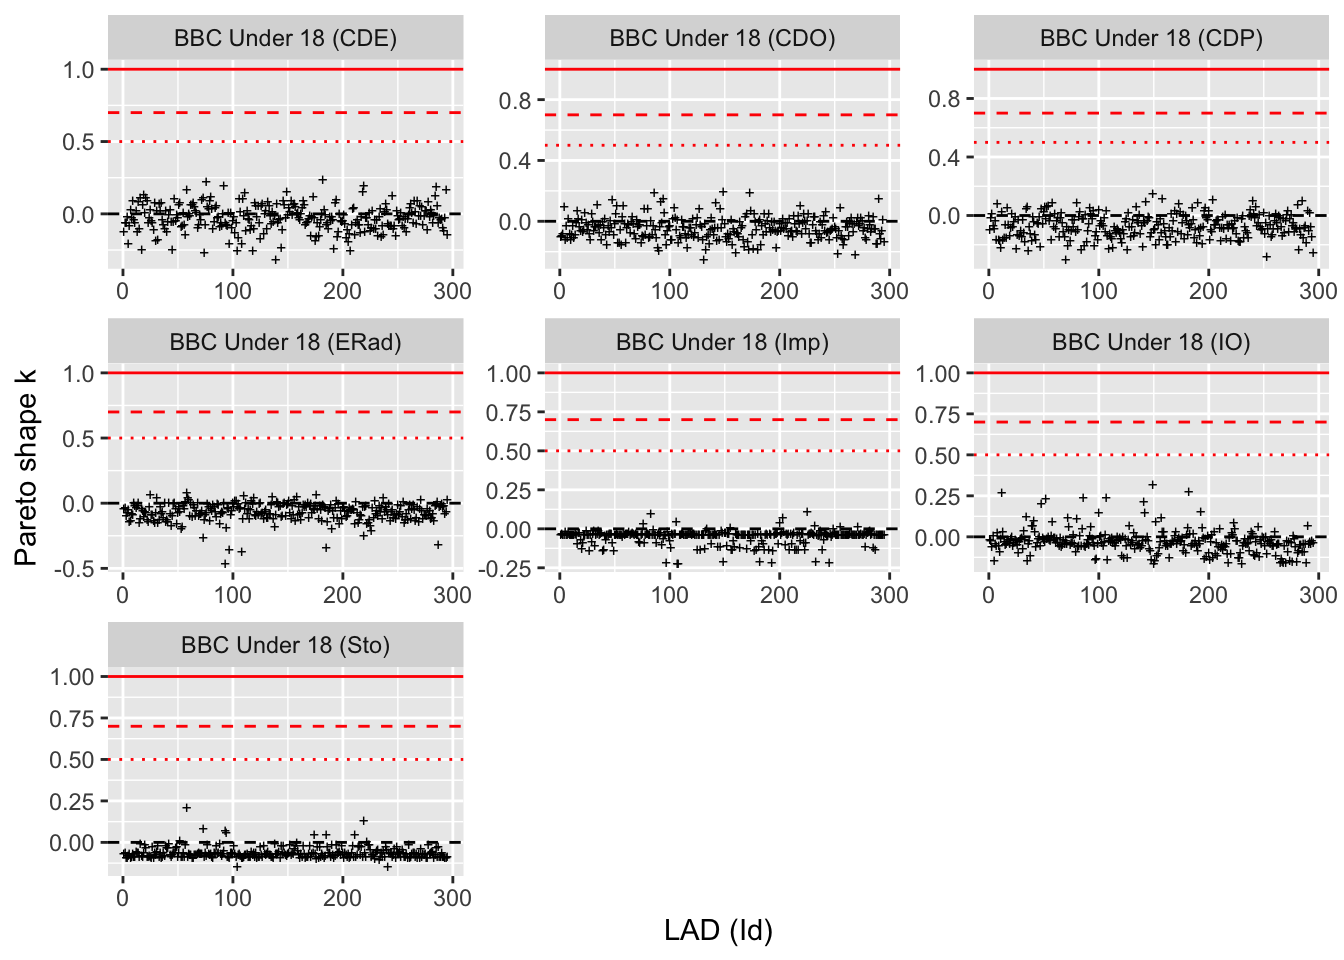 BBC Under 18 (CDE)
BBC Under 18 (CDO)
BBC Under 18 (CDP)
1.0
0.5
0.0
0.8
0.4
0.0
0.8
0.4
0.0
0 100 200 300
0 100 200 300
0 100 200 300
BBC Under 18 (ERad)
BBC Under 18 (Imp)
BBC Under 18 (IO)
Pareto shape k
1.0
0.5
0.0
-0.5
1.00
0.75
0.50
0.25
0.00
-0.25
1.00
0.75
0.50
0.25
0.00
0 100 200 300
0 100 200 300
0 100 200 300
BBC Under 18 (Sto)
1.00
0.75
0.50
0.25
0.00
0 100 200 300
LAD (Id)